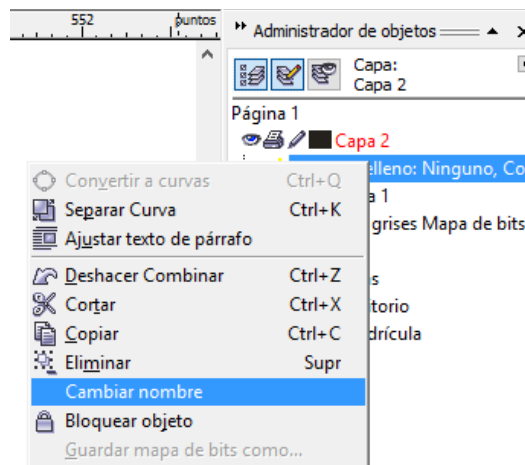 552 puntos
Administrador de objetos
Capa:
Capa 2
Página 1
Capa 2
elleno: Ninguno, Co
a 1
grises Mapa de bits
s
torio
drícula
Convertir a curvas Ctrl+Q
Separar Curva Ctrl+K
Ajustar texto de párrafo
Deshacer Combinar Ctrl+Z
Cortar Ctrl+X
Copiar Ctrl+C
Eliminar Supr
Cambiar nombre
Bloquear objeto
Guardar mapa de bits como...